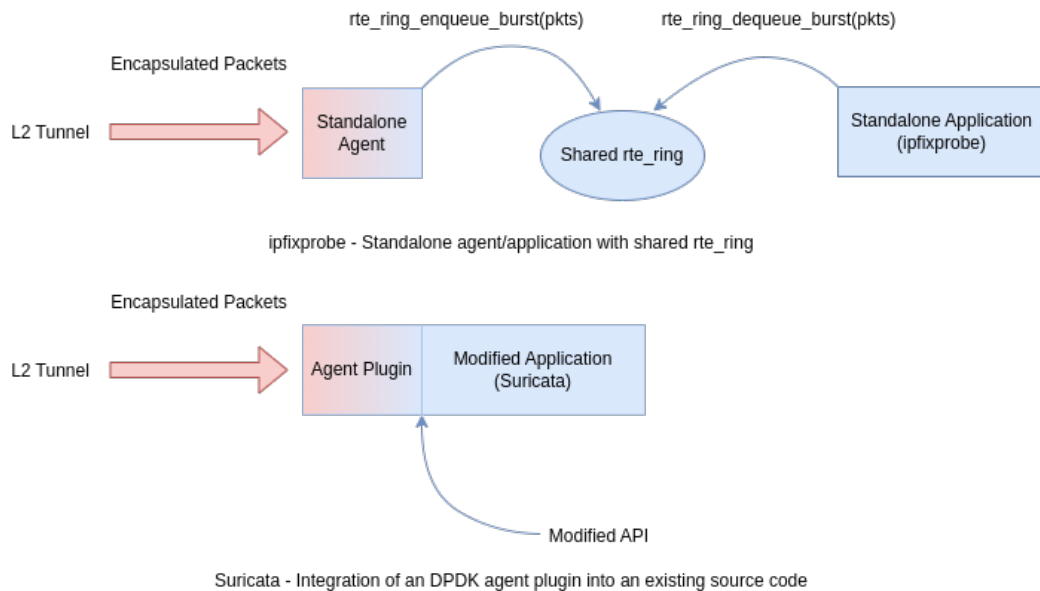 rte_ring_enqueue_burst(pkts)
rte_ring_dequeue_burst(pkts)
Encapsulated Packets
L2 Tunnel
Standalone
Agent
Shared rte_ring
Standalone Application
(ipfixprobe)
ipfixprobe - Standalone agent/application with shared rte_ring
Encapsulated Packets
L2 Tunnel
Agent Plugin
Modified Application
(Suricata)
Modified API
Suricata - Integration of an DPDK agent plugin into an existing source code